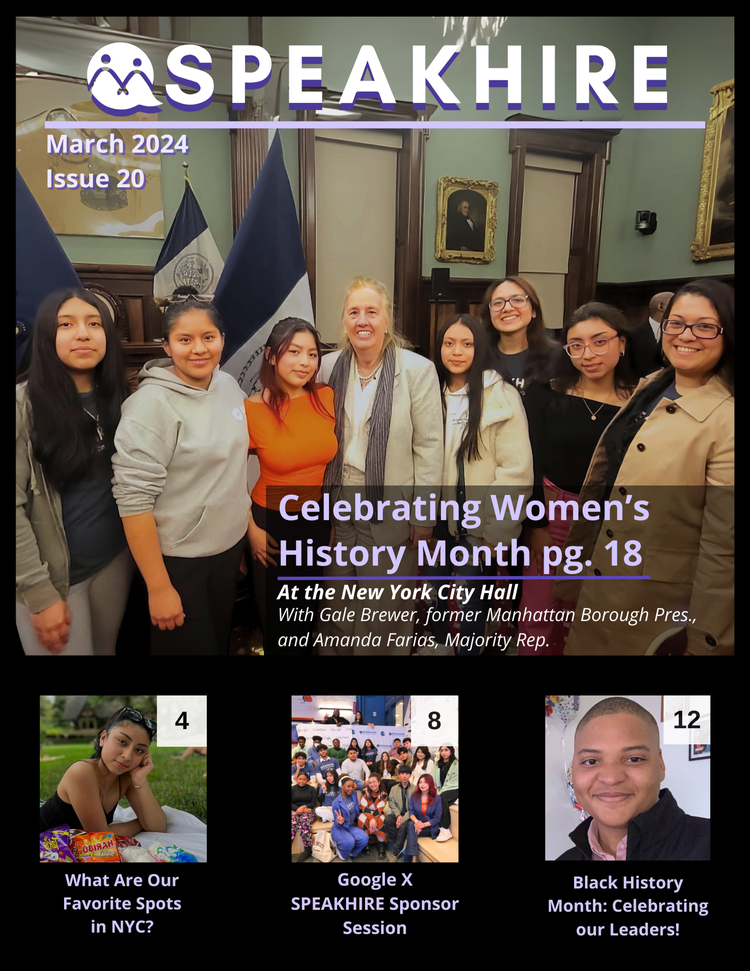 SPEAKHIRE
March 2024
Issue 20
Celebrating Women's
History Month pg. 18
At the New York City Hall
With Gale Brewer, former Manhattan Borough Pres.,
and Amanda Farias, Majority Rep.
4
8
12
What Are Our
Favorite Spots
in NYC?
Google X
SPEAKHIRE Sponsor
Session
Black History
Month: Celebrating
our Leaders!